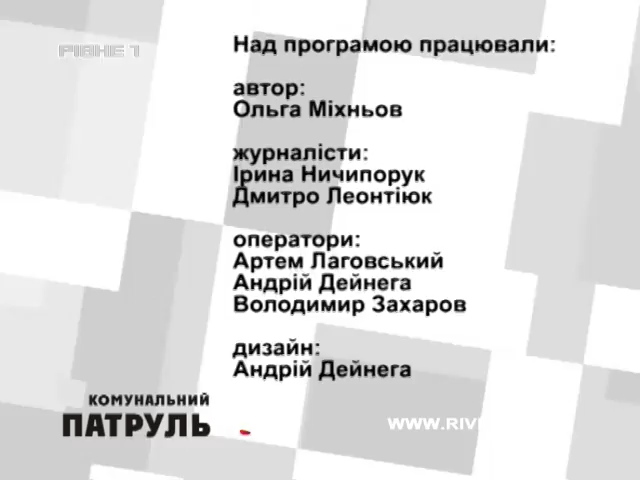 РІВНЕ 1
Над програмою працювали:
автор:
Ольга Міхньов
журналісти:
Ірина Ничипорук
Дмитро Леонтіюк
оператори:
Артем Лаговський
Андрій Дейнега
Володимир Захаров
дизайн:
Андрій Дейнега
КОМУНАЛЬНИЙ
ПАТРУЛЬ